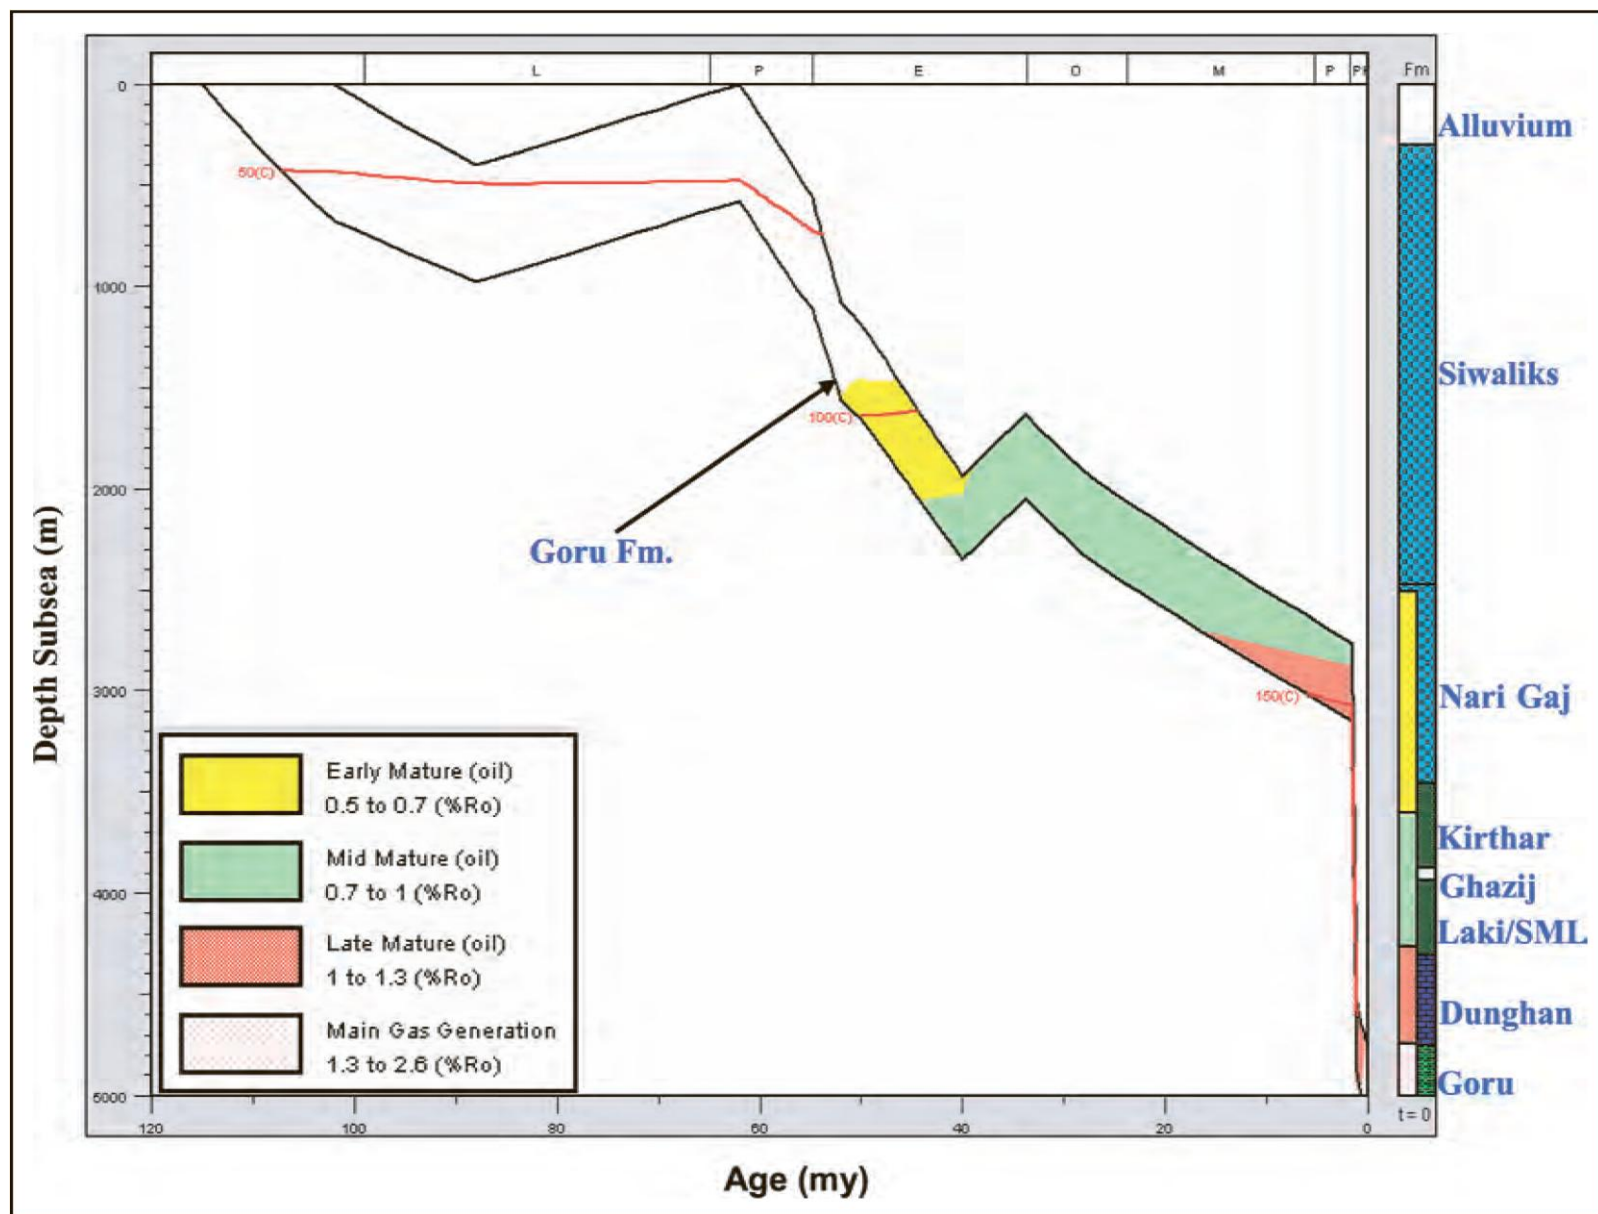 L P E O M P Pl Fm
0
Alluvium
50(C)
1000
Siwaliks
100(C)
2000
Goru Fm.
Depth Subsea (m)
3000
150(C)
Nari Gaj
Early Mature (oil)
0.5 to 0.7 (%Ro)
Mid Mature (oil)
0.7 to 1 (%Ro)
Kirthar
4000
Ghazij
Laki/SML
Late Mature (oil)
1 to 1.3 (%Ro)
Dunghan
Main Gas Generation
1.3 to 2.6 (%Ro)
Goru
5000
t = 0
120 100 80 60 40 20 0
Age (my)